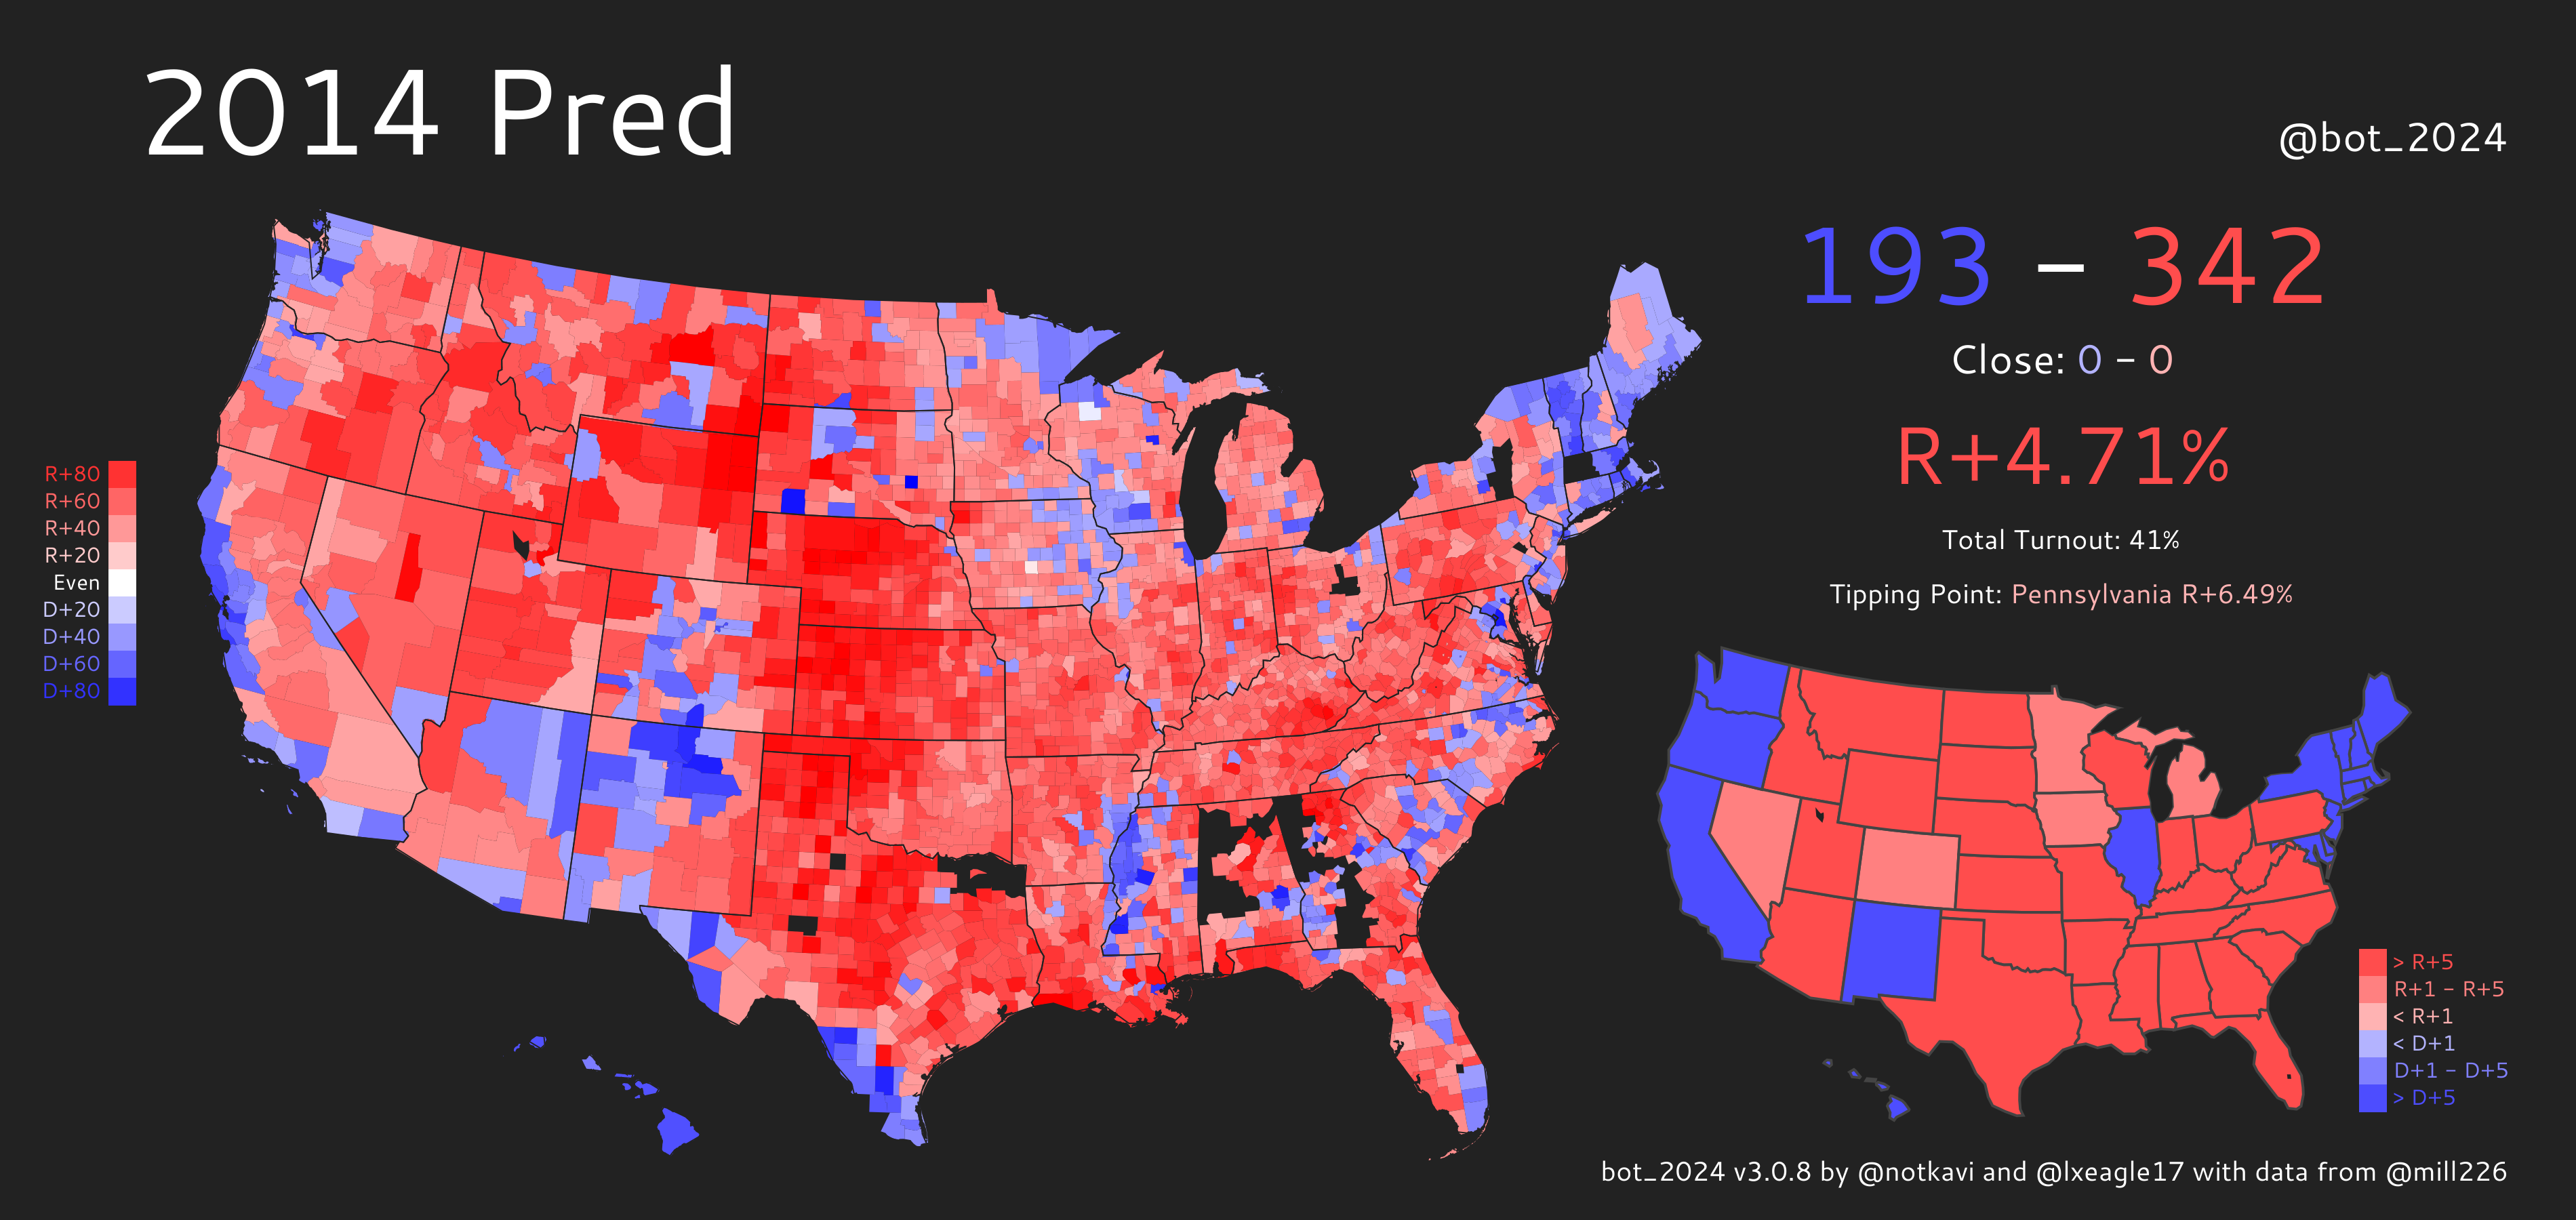 2014 Pred
@bot_2024
193 – 342
Close: 0 – 0
R+4.71%
Total Turnout: 41%
Tipping Point: Pennsylvania R+6.49%
R+80
R+60
R+40
R+20
Even
D+20
D+40
D+60
D+80
> R+5
R+1 – R+5
< R+1
< D+1
D+1 – D+5
> D+5
bot_2024 v3.0.8 by @notkavi and @lxeagle17 with data from @mill226